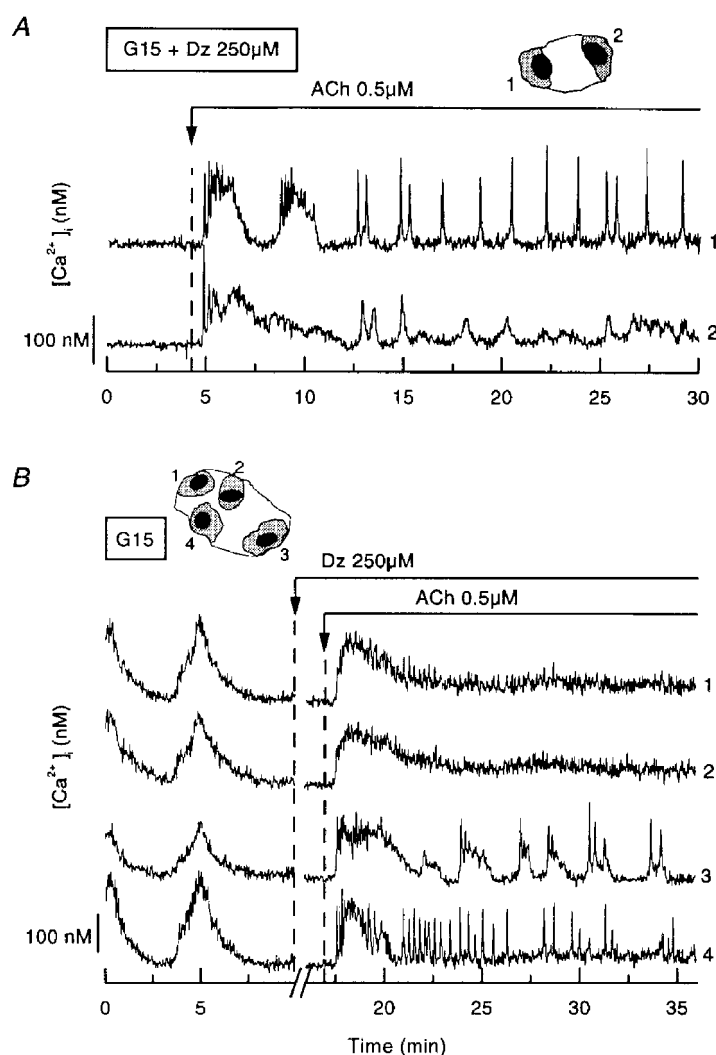 A
G15 + Dz 250µM
2
1
ACh 0.5µM
[Ca²⁺]ᵢ (nM)
1
100 nM
2
0 5 10 15 20 25 30
B
1 2
G15
4 3
Dz 250µM
ACh 0.5µM
[Ca²⁺]ᵢ (nM)
1
2
3
100 nM
4
0 5 20 25 30 35
Time (min)